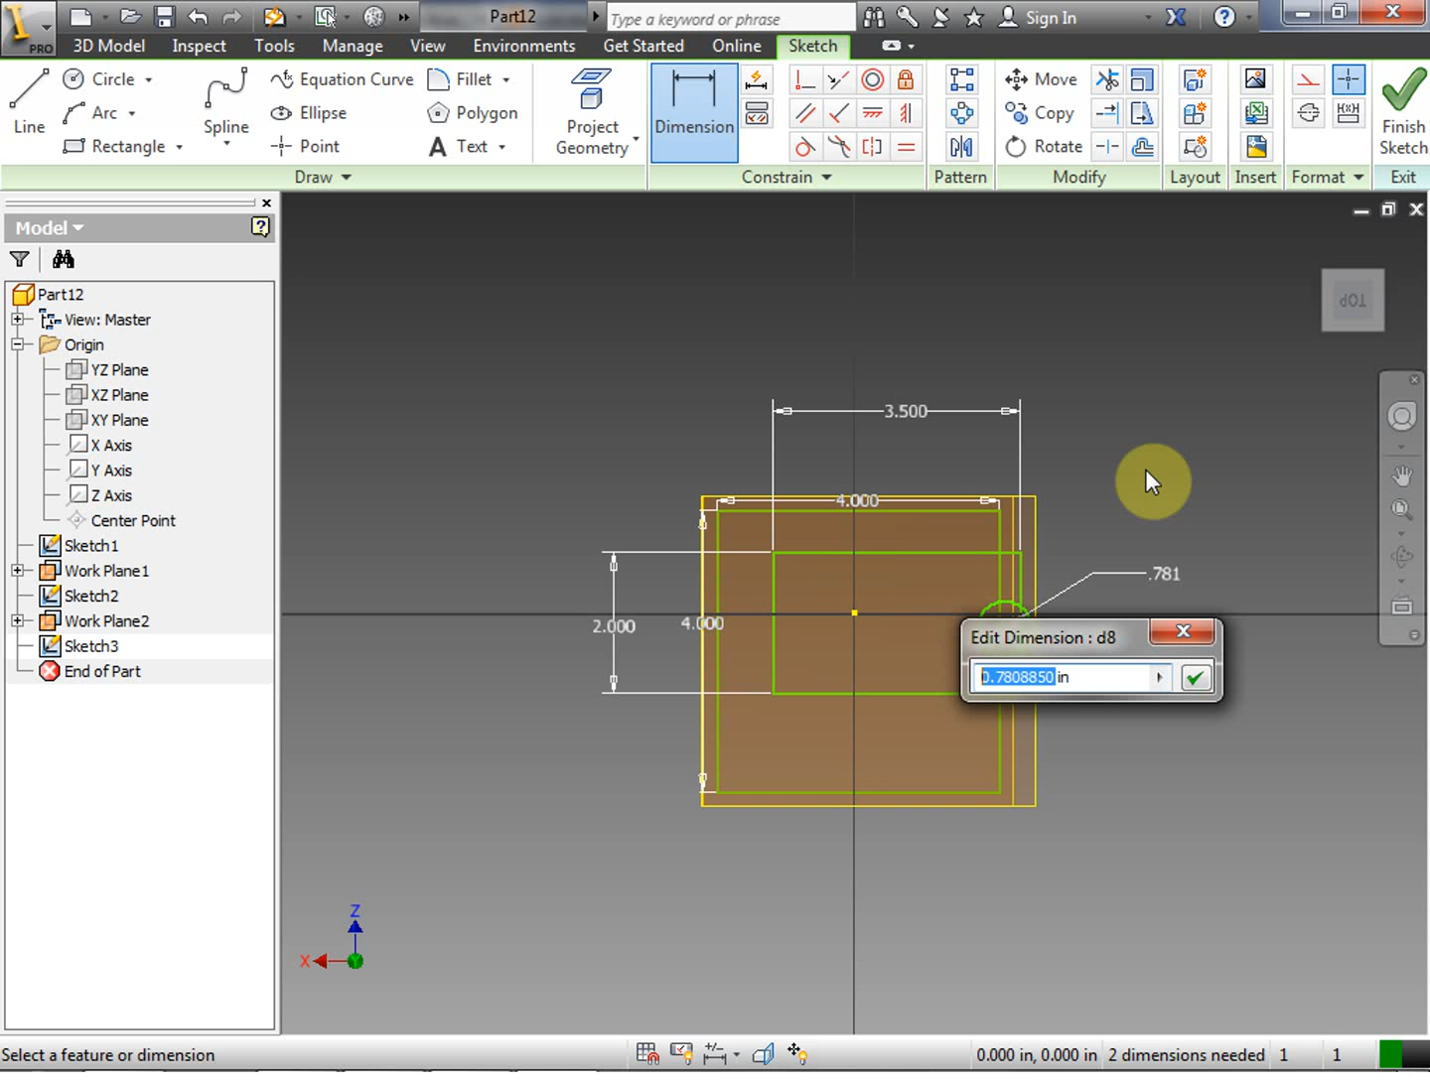 PRO
Part12
Type a keyword or phrase
Sign In
3D Model
Inspect
Tools
Manage
View
Environments
Get Started
Online
Sketch
Line
Circle
Arc
Rectangle
Spline
Equation Curve
Ellipse
Point
Fillet
Polygon
A Text
Project
Geometry
Dimension
Move
Copy
Rotate
Finish
Sketch
Draw
Constrain
Pattern
Modify
Layout
Insert
Format
Exit
Model
Part12
View: Master
Origin
YZ Plane
XZ Plane
XY Plane
X Axis
Y Axis
Z Axis
Center Point
Sketch1
Work Plane1
Sketch2
Work Plane2
Sketch3
End of Part
TOP
3.500
4.000
.781
2.000
4.000
Edit Dimension : d8
0.7808850 in
Z
X
Select a feature or dimension
0.000 in, 0.000 in
2 dimensions needed
1
1